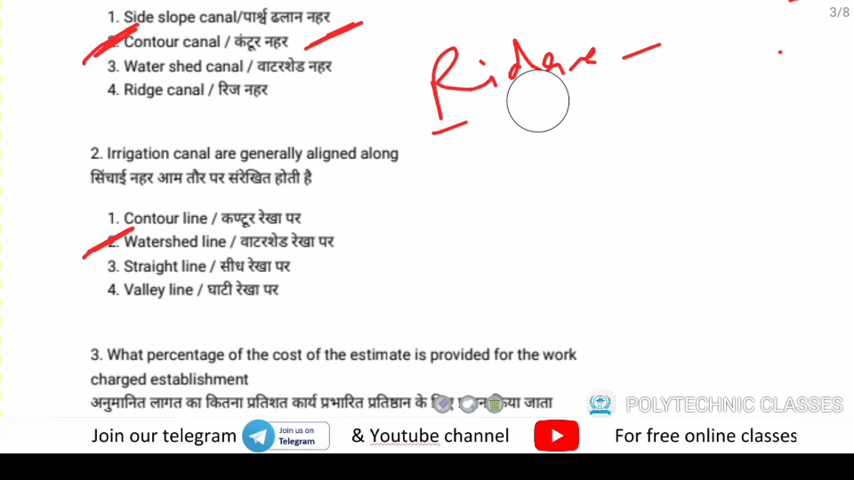 3/8
1. Side slope canal/पार्श्व ढलान नहर
2. Contour canal / कंटूर नहर
3. Water shed canal / वाटरशेड नहर
4. Ridge canal / रिज नहर
2. Irrigation canal are generally aligned along
सिंचाई नहर आम तौर पर संरेखित होती है
1. Contour line / कण्टूर रेखा पर
2. Watershed line / वाटरशेड रेखा पर
3. Straight line / सीध रेखा पर
4. Valley line / घाटी रेखा पर
3. What percentage of the cost of the estimate is provided for the work
charged establishment
अनुमानित लागत का कितना प्रतिशत कार्य प्रभारित प्रतिष्ठान के जाता
POLYTECHNIC CLASSES
Join our telegram Join us on Telegram & Youtube channel For free online classes